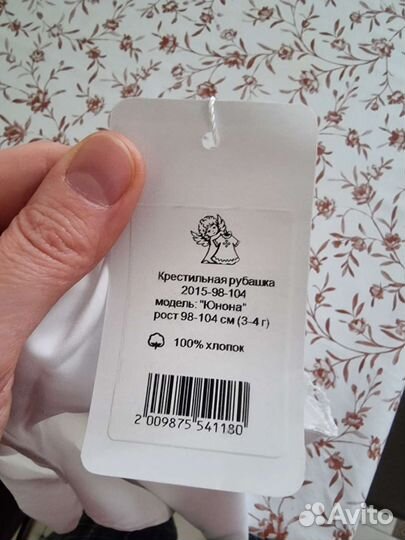 Крестильная рубашка
2015-98-104
модель: "Юнона"
рост 98-104 см (3-4 г)
100% хлопок
2 009875 541180
Avito